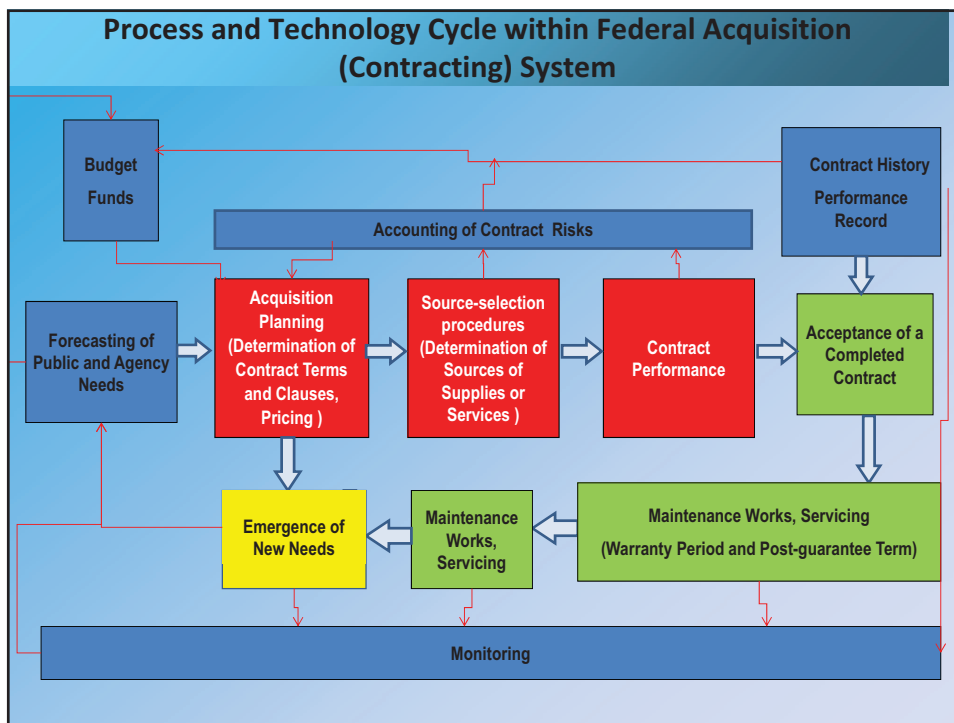 Process and Technology Cycle within Federal Acquisition
(Contracting) System
Budget
Funds
Contract History
Performance
Record
Accounting of Contract Risks
Forecasting of
Public and Agency
Needs
Acquisition
Planning
(Determination of
Contract Terms
and Clauses,
Pricing )
Source-selection
procedures
(Determination of
Sources of
Supplies or
Services )
Contract
Performance
Acceptance of a
Completed
Contract
Emergence of
New Needs
Maintenance
Works,
Servicing
Maintenance Works, Servicing
(Warranty Period and Post-guarantee Term)
Monitoring